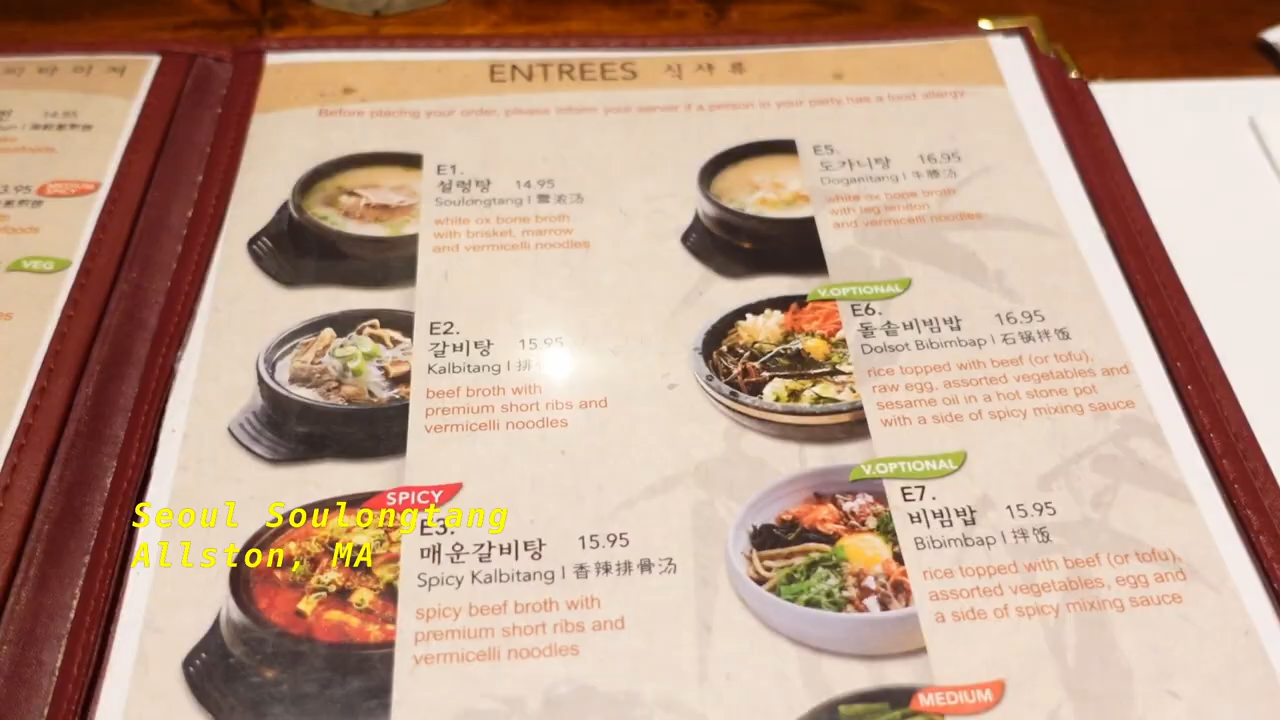 14.95
3.95 MEDIUM SPICY
VEG
ENTREES 식사류
Before placing your order, please inform your server if a person in your party has a food allergy
E1.
설렁탕 14.95
Soulongtang |
white ox bone broth
with brisket, marrow
and vermicelli noodles
E2.
갈비탕 15.95
Kalbitang | 排
beef broth with
premium short ribs and
vermicelli noodles
SPICY
E3.
매운갈비탕 15.95
Spicy Kalbitang | 香辣排骨汤
spicy beef broth with
premium short ribs and
vermicelli noodles
E5.
도가니탕 16.95
Doganitang | 牛膝汤
white ox bone broth
with leg tendon
and vermicelli noodles
V.OPTIONAL
E6.
돌솥비빔밥 16.95
Dolsot Bibimbap | 石锅拌饭
rice topped with beef (or tofu),
raw egg, assorted vegetables and
sesame oil in a hot stone pot
with a side of spicy mixing sauce
V.OPTIONAL
E7.
비빔밥 15.95
Bibimbap | 拌饭
rice topped with beef (or tofu),
assorted vegetables, egg and
a side of spicy mixing sauce
MEDIUM
Seoul Soulongtang
Allston, MA